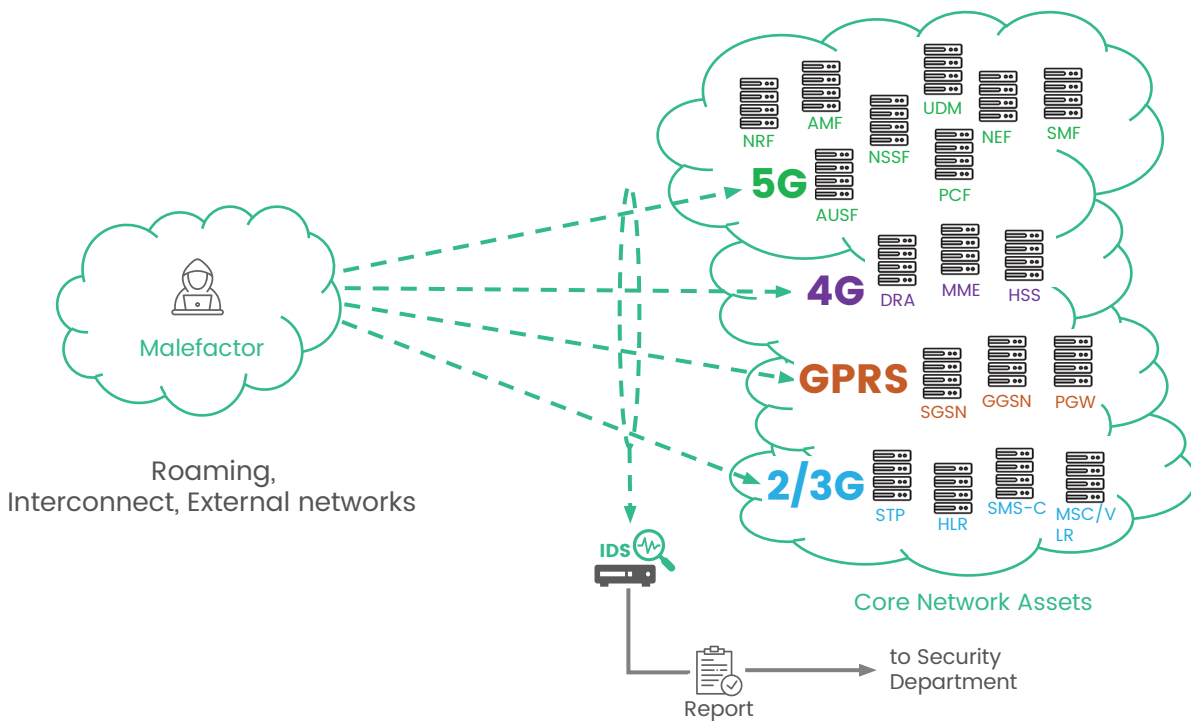 UDM
AMF
NRF
NSSF
NEF
SMF
5G
AUSF
PCF
4G
DRA
MME
HSS
Malefactor
GPRS
SGSN
GGSN
PGW
Roaming,
Interconnect, External networks
2/3G
STP
HLR
SMS-C
MSC/V
LR
IDS
Core Network Assets
to Security
Department
Report